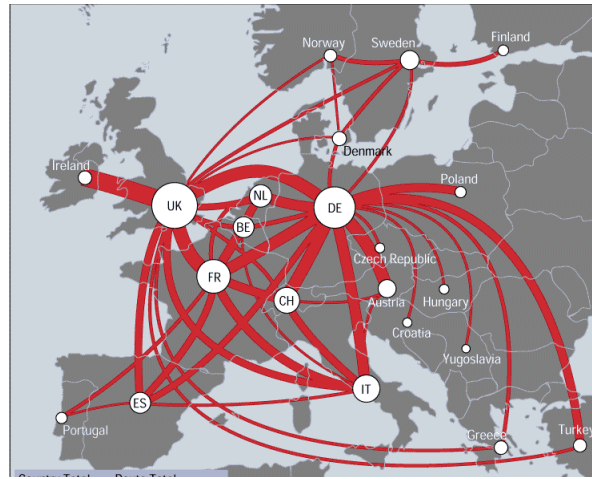 Norway
Sweden
Finland
Denmark
Ireland
UK
NL
DE
Poland
BE
Czech Republic
FR
CH
Austria
Hungary
Croatia
Yugoslavia
IT
ES
Portugal
Greece
Turkey